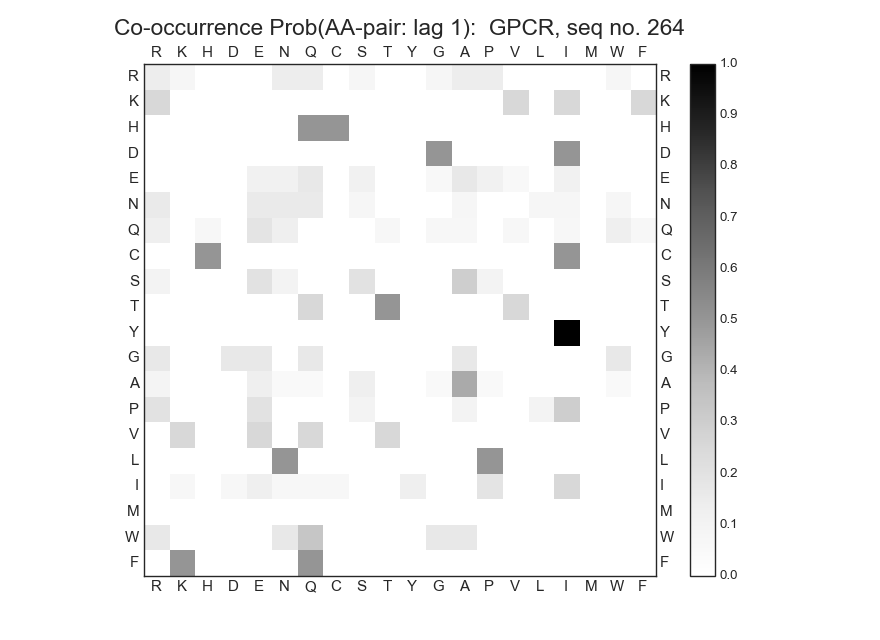 Co-occurrence Prob(AA-pair: lag 1):  GPCR, seq no. 264
R K H D E N Q C S T Y G A P V L I M W F
R R 1.0
K K 0.9
H H
D D 0.8
E E
N N 0.7
Q Q 0.6
C C
S S 0.5
T T
Y Y
G G 0.4
A A
P P 0.3
V V
L L 0.2
I I
M M 0.1
W W
F F 0.0
R K H D E N Q C S T Y G A P V L I M W F